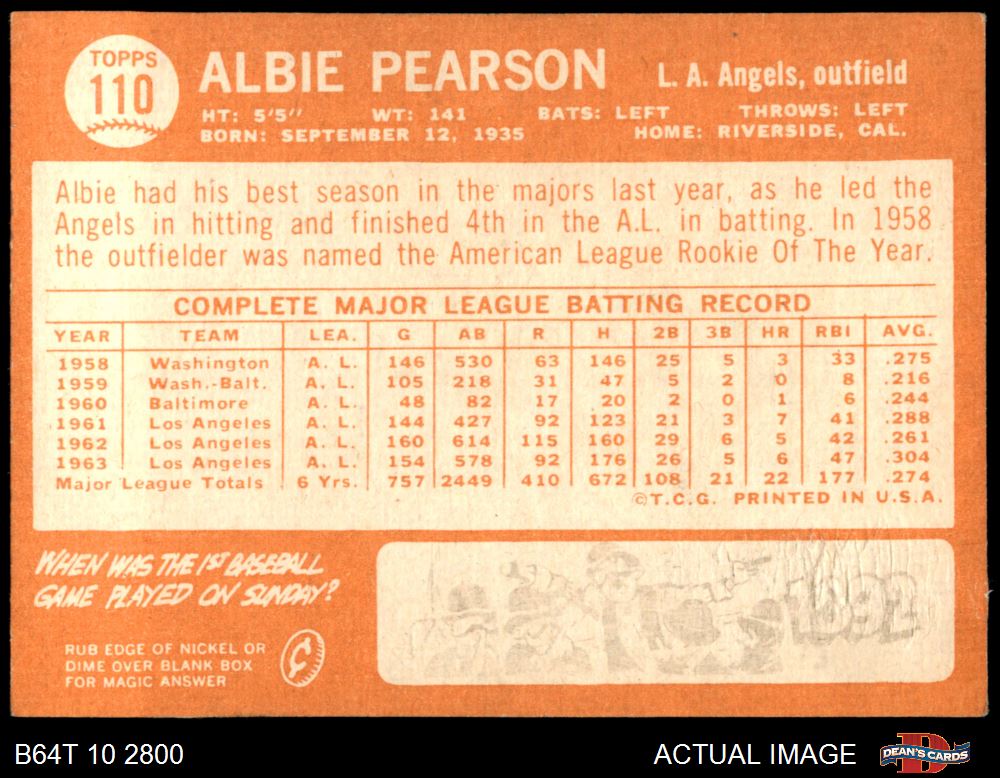 TOPPS
110
ALBIE PEARSON
L. A. Angels, outfield
HT: 5'5" WT: 141 BATS: LEFT THROWS: LEFT
BORN: SEPTEMBER 12, 1935 HOME: RIVERSIDE, CAL.
Albie had his best season in the majors last year, as he led the
Angels in hitting and finished 4th in the A.L. in batting. In 1958
the outfielder was named the American League Rookie Of The Year.
COMPLETE MAJOR LEAGUE BATTING RECORD
YEAR TEAM LEA. G AB R H 2B 3B HR RBI AVG.
1958 Washington A. L. 146 530 63 146 25 5 3 33 .275
1959 Wash.-Balt. A. L. 105 218 31 47 5 2 0 8 .216
1960 Baltimore A. L. 48 82 17 20 2 0 1 6 .244
1961 Los Angeles A. L. 144 427 92 123 21 3 7 41 .288
1962 Los Angeles A. L. 160 614 115 160 29 6 5 42 .261
1963 Los Angeles A. L. 154 578 92 176 26 5 6 47 .304
Major League Totals 6 Yrs. 757 2449 410 672 108 21 22 177 .274
©T.C.G. PRINTED IN U.S.A.
WHEN WAS THE 1ST BASEBALL
GAME PLAYED ON SUNDAY?
RUB EDGE OF NICKEL OR
DIME OVER BLANK BOX
FOR MAGIC ANSWER
¢
1892
B64T 10 2800
ACTUAL IMAGE
D
DEAN'S CARDS